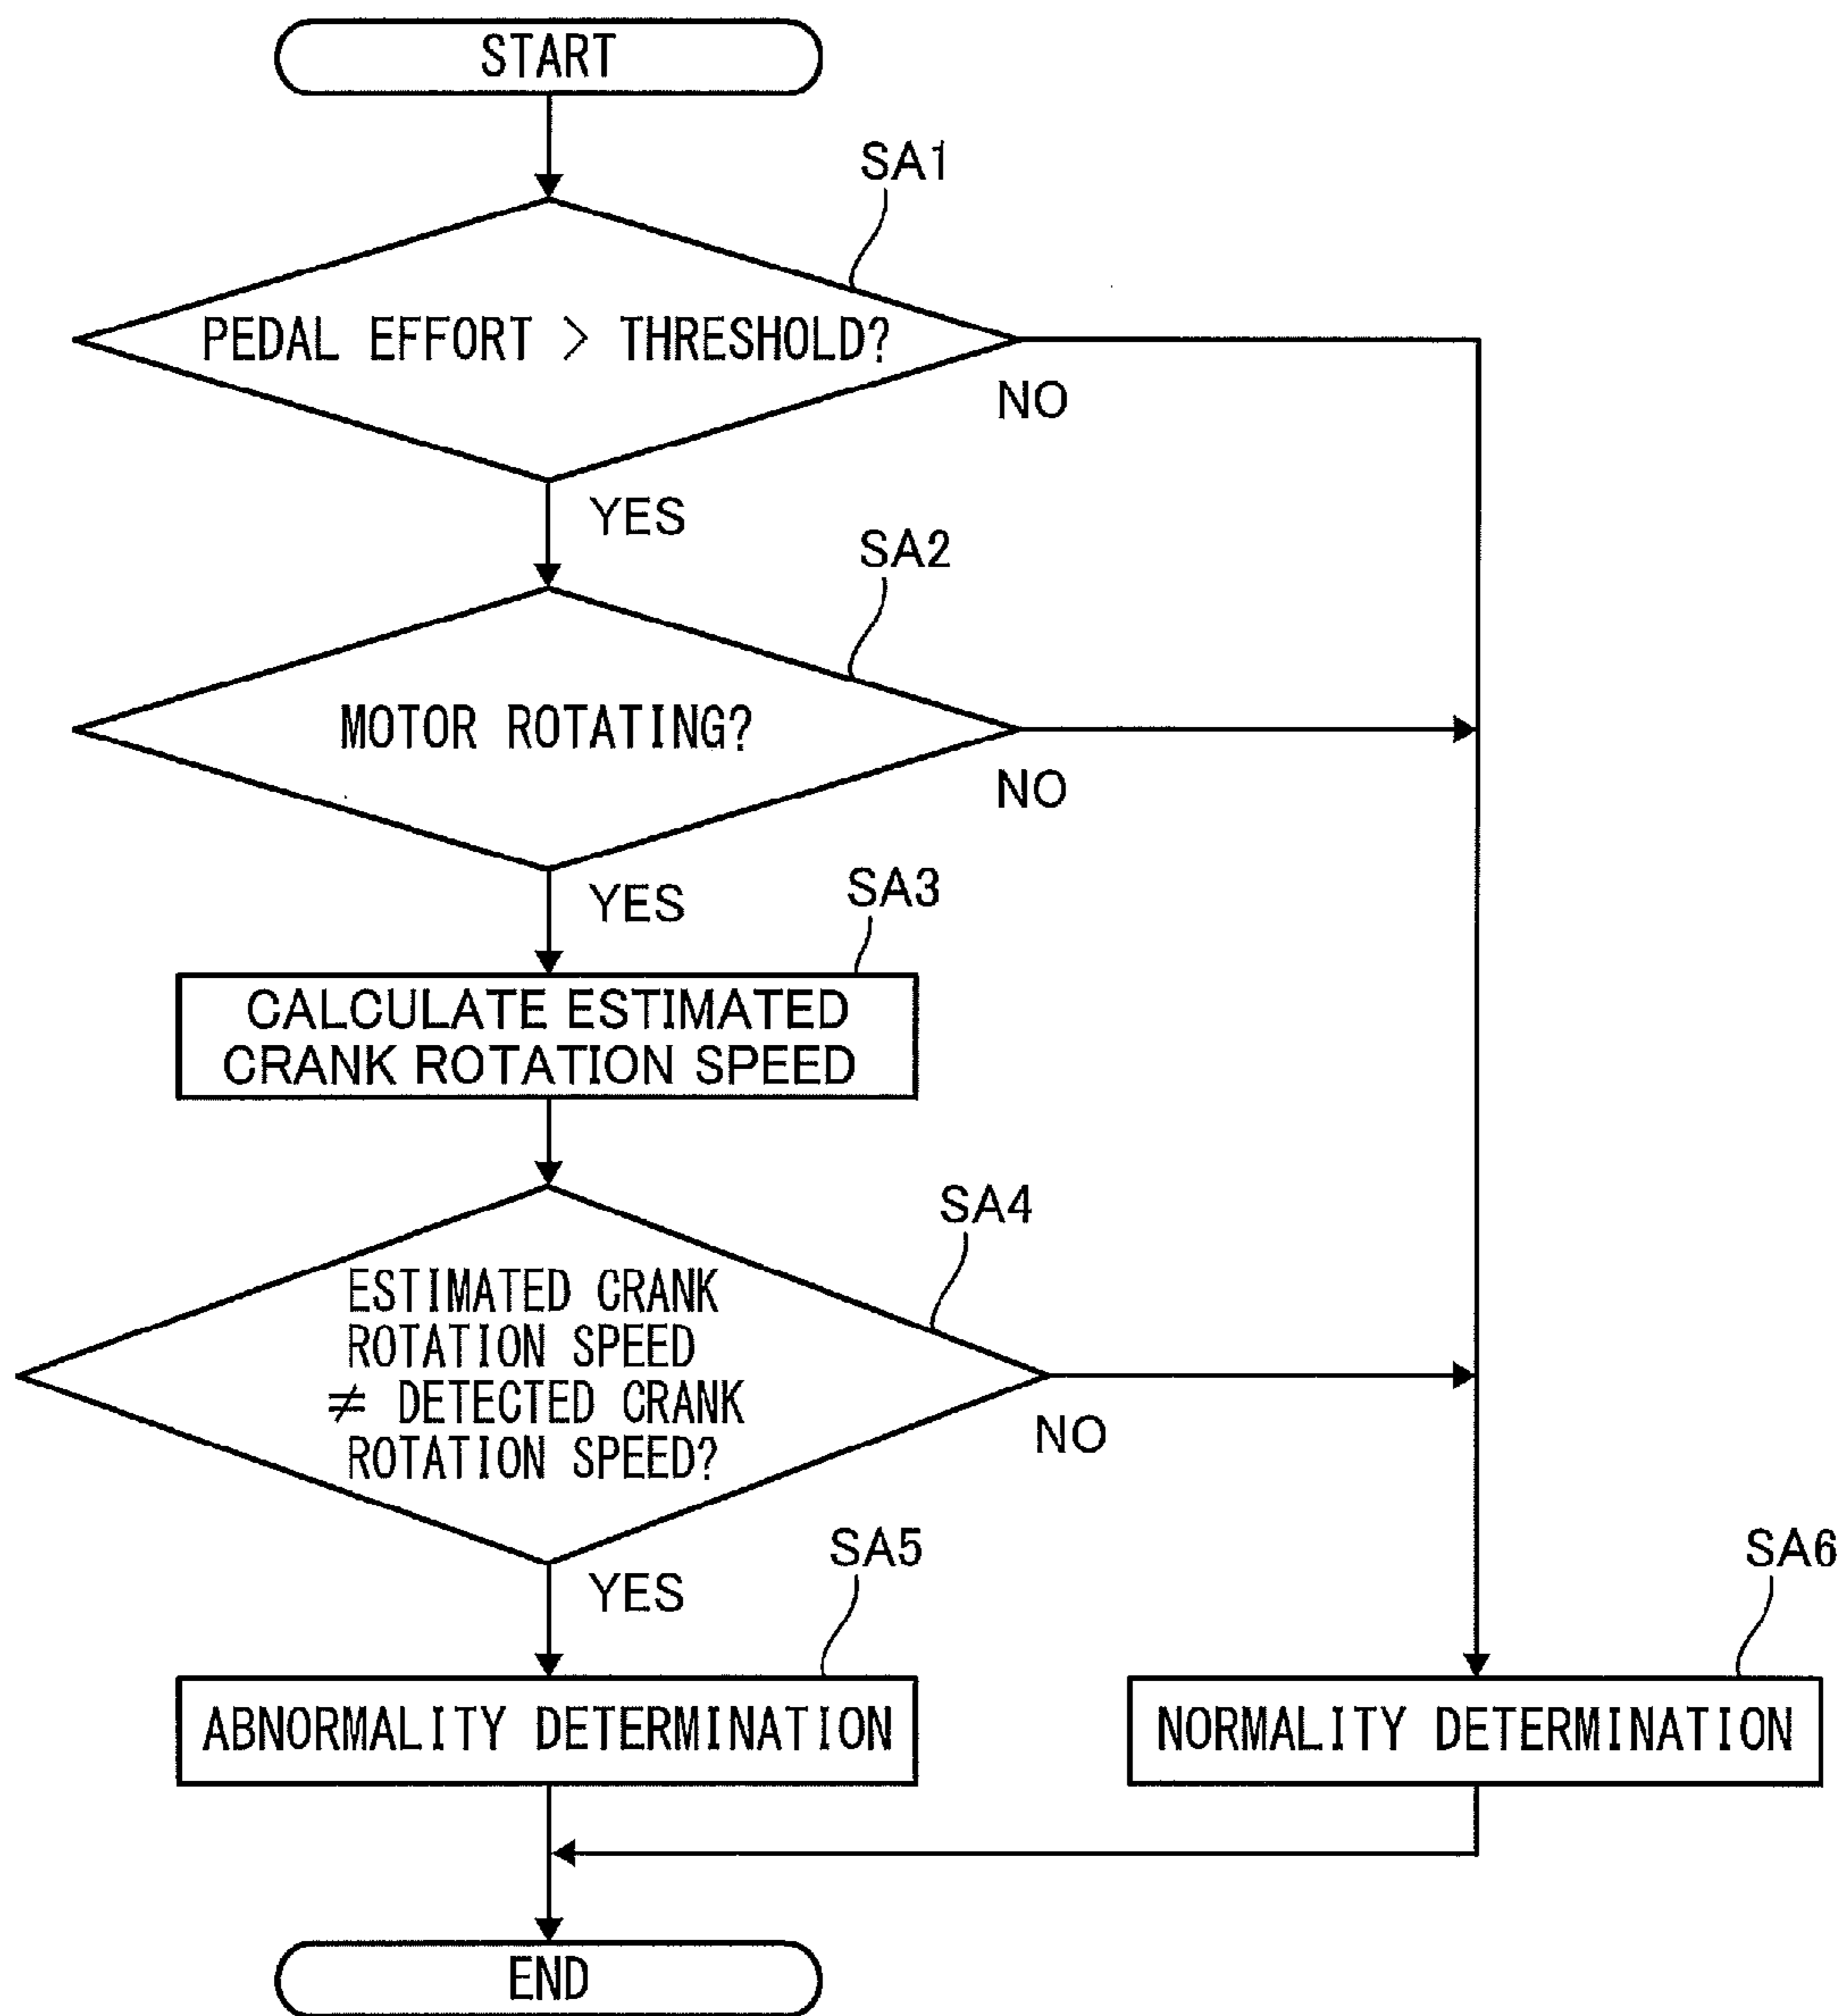 START
SA1
PEDAL EFFORT > THRESHOLD?
NO
YES
SA2
MOTOR ROTATING?
NO
YES
SA3
CALCULATE ESTIMATED
CRANK ROTATION SPEED
SA4
ESTIMATED CRANK
ROTATION SPEED
≠ DETECTED CRANK
ROTATION SPEED?
NO
YES
SA5
SA6
ABNORMALITY DETERMINATION
NORMALITY DETERMINATION
END